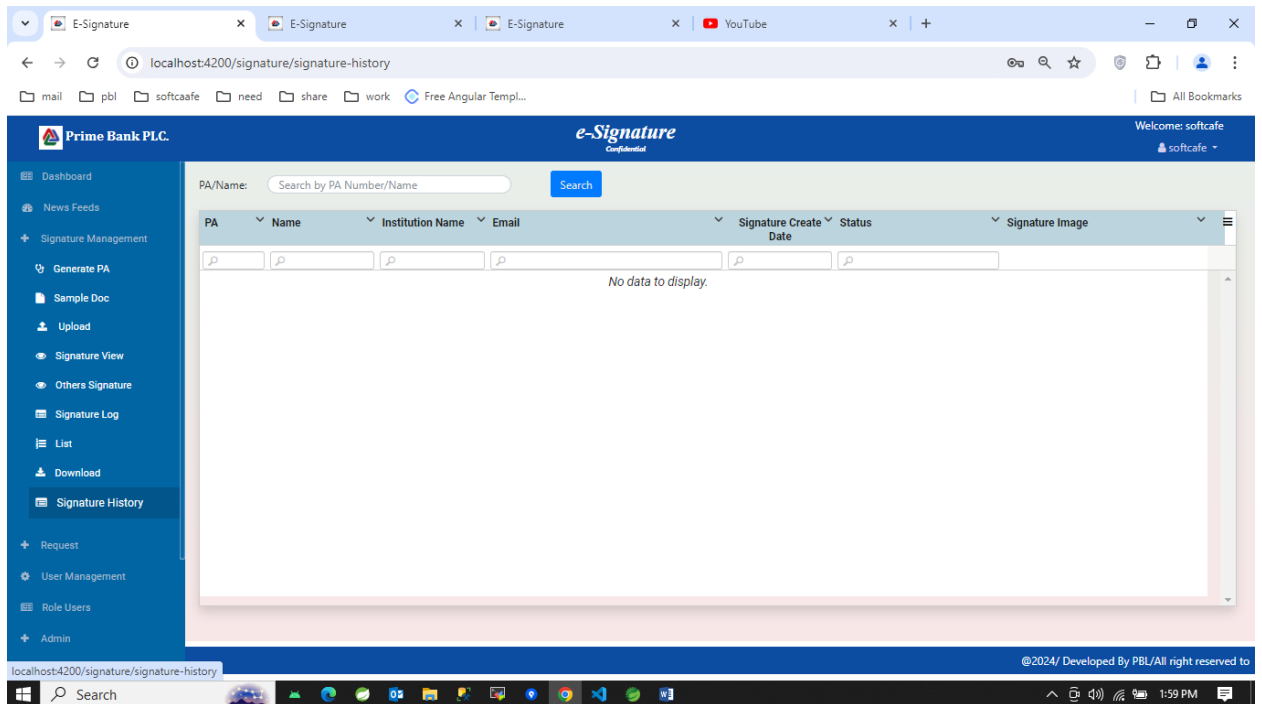 E-Signature
E-Signature
E-Signature
YouTube
localhost:4200/signature/signature-history
mail
pbl
softcaafe
need
share
work
Free Angular Templ...
All Bookmarks
Prime Bank PLC.
e-Signature
Confidential
Welcome: softcafe
softcafe
Dashboard
News Feeds
Signature Management
Generate PA
Sample Doc
Upload
Signature View
Others Signature
Signature Log
List
Download
Signature History
Request
User Management
Role Users
Admin
PA/Name:
Search by PA Number/Name
Search
PA
Name
Institution Name
Email
Signature Create
Date
Status
Signature Image
No data to display.
@2024/ Developed By PBL/All right reserved to
localhost:4200/signature/signature-history
Search
1:59 PM